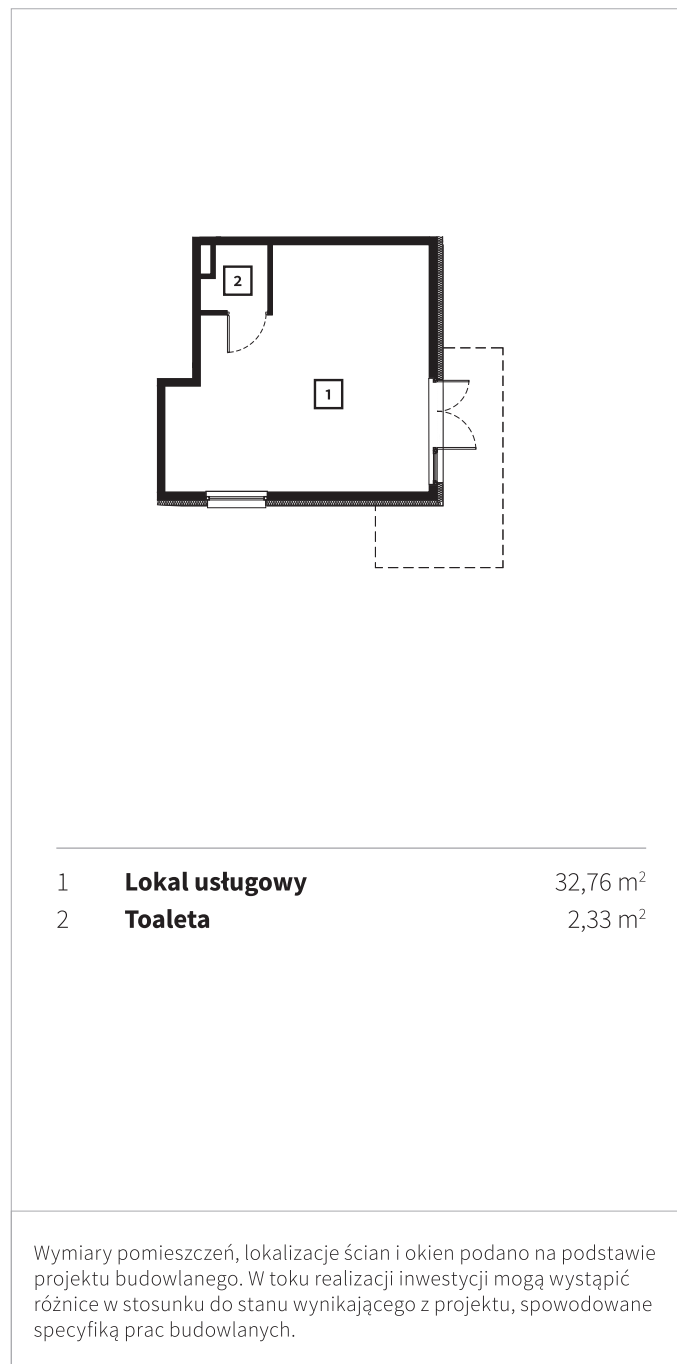 2
1
1 Lokal usługowy 32,76 m²
2 Toaleta 2,33 m²
Wymiary pomieszczeń, lokalizacje ścian i okien podano na podstawie
projektu budowlanego. W toku realizacji inwestycji mogą wystąpić
różnice w stosunku do stanu wynikającego z projektu, spowodowane
specyfiką prac budowlanych.